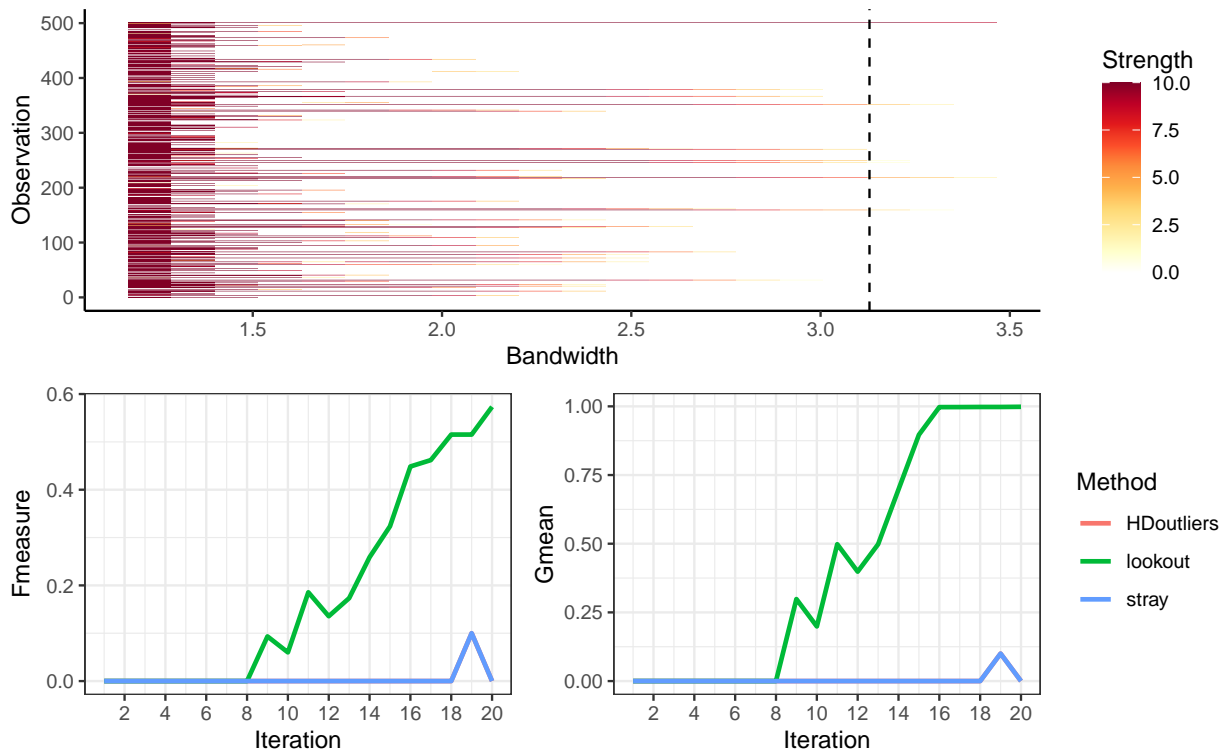 500
400
300
200
100
0
Observation
1.5 2.0 2.5 3.0 3.5
Bandwidth
Strength
10.0
7.5
5.0
2.5
0.0
0.6
0.4
0.2
0.0
Fmeasure
2 4 6 8 10 12 14 16 18 20
Iteration
1.00
0.75
0.50
0.25
0.00
Gmean
2 4 6 8 10 12 14 16 18 20
Iteration
Method
HDoutliers
lookout
stray